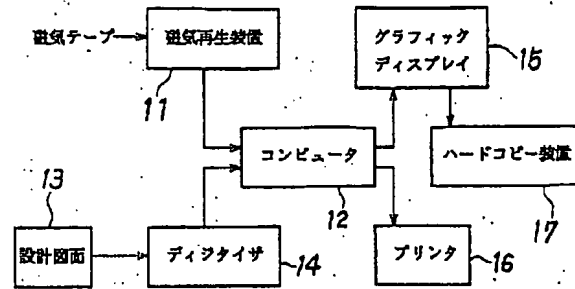 磁気テープ
磁気再生装置
11
グラフィック
ディスプレイ
15
コンピュータ
12
ハードコピー装置
17
13
設計図面
ディジタイザ
14
プリンタ
16